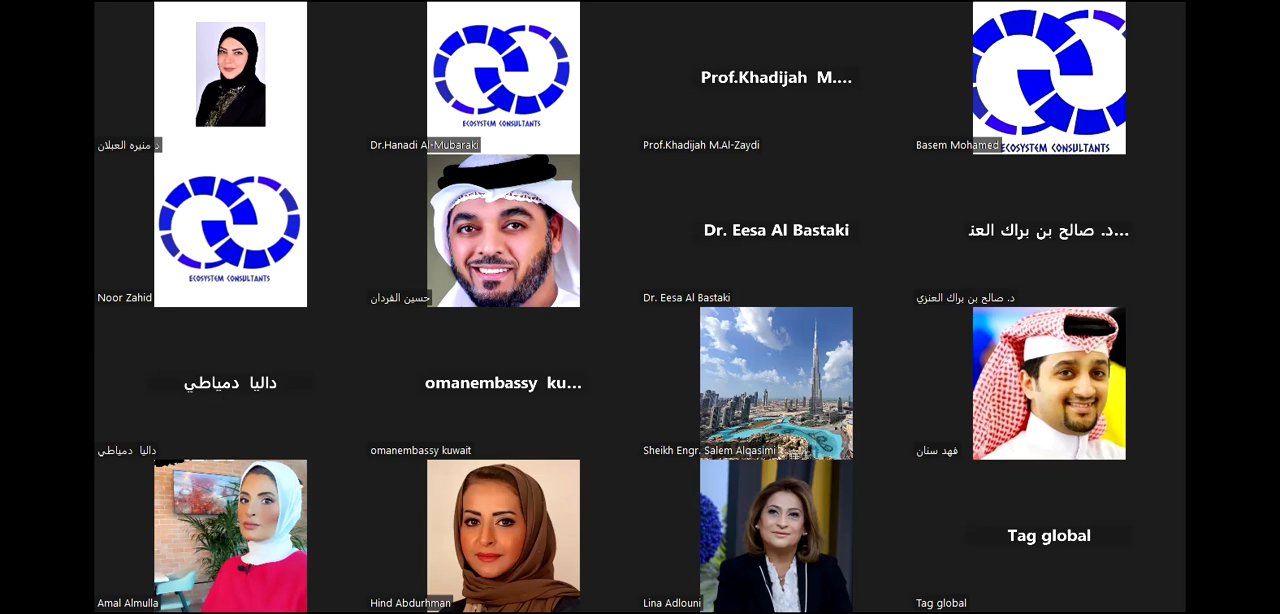 Prof.Khadijah M....
ECOSYSTEM CONSULTANTS
ECOSYSTEM CONSULTANTS
د منيره العبلان
Dr.Hanadi Al-Mubaraki
Prof.Khadijah M.Al-Zaydi
Basem Mohamed
Dr. Eesa Al Bastaki
د. صالح بن براك العنـ...
ECOSYSTEM CONSULTANTS
Noor Zahid
حسين الفردان
Dr. Eesa Al Bastaki
د. صالح بن براك العنزي
داليا دمياطي
omanembassy ku...
داليا دمياطي
omanembassy kuwait
Sheikh Engr. Salem Alqasimi
فهد سنان
Tag global
Amal Almulla
Hind Abdurhman
Lina Adlouni
Tag global